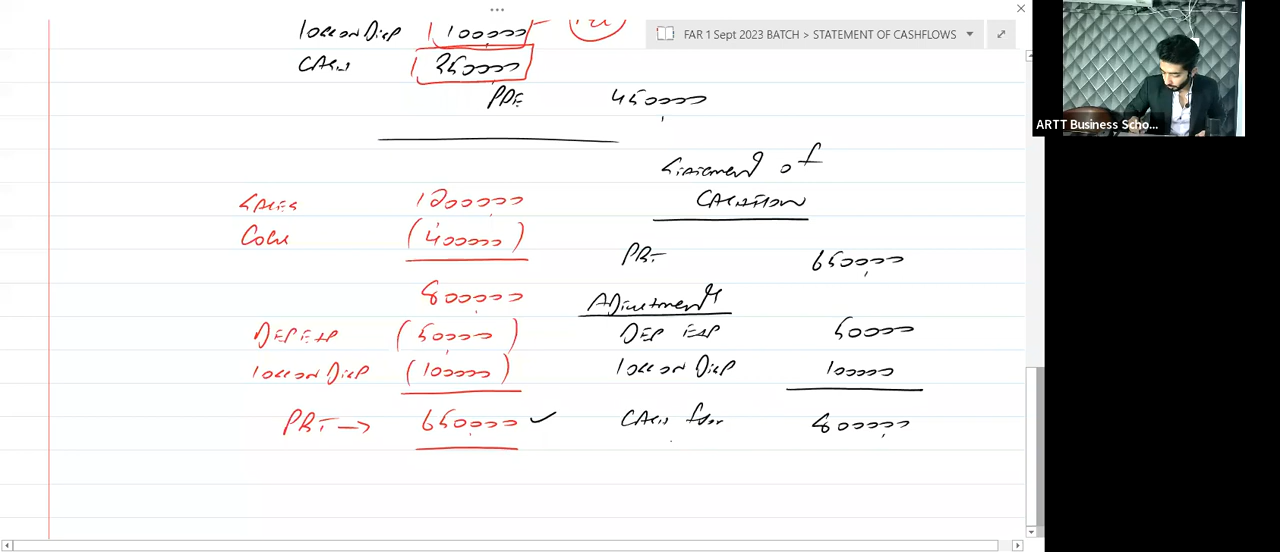 FAR 1 Sept 2023 BATCH > STATEMENT OF CASHFLOWS
ARTT Business Scho...
Loss on Disp 100000
CASH 350000
PPE 450000
Statement of
CASHFLOW
SALES 1200000
COGS (400000)
800000
DEP EXP (50000)
Loss on Disp (100000)
PBT → 650000 ✓
PBT 650000
Adjustments
DEP EXP 50000
Loss on Disp 100000
CASH from 800000